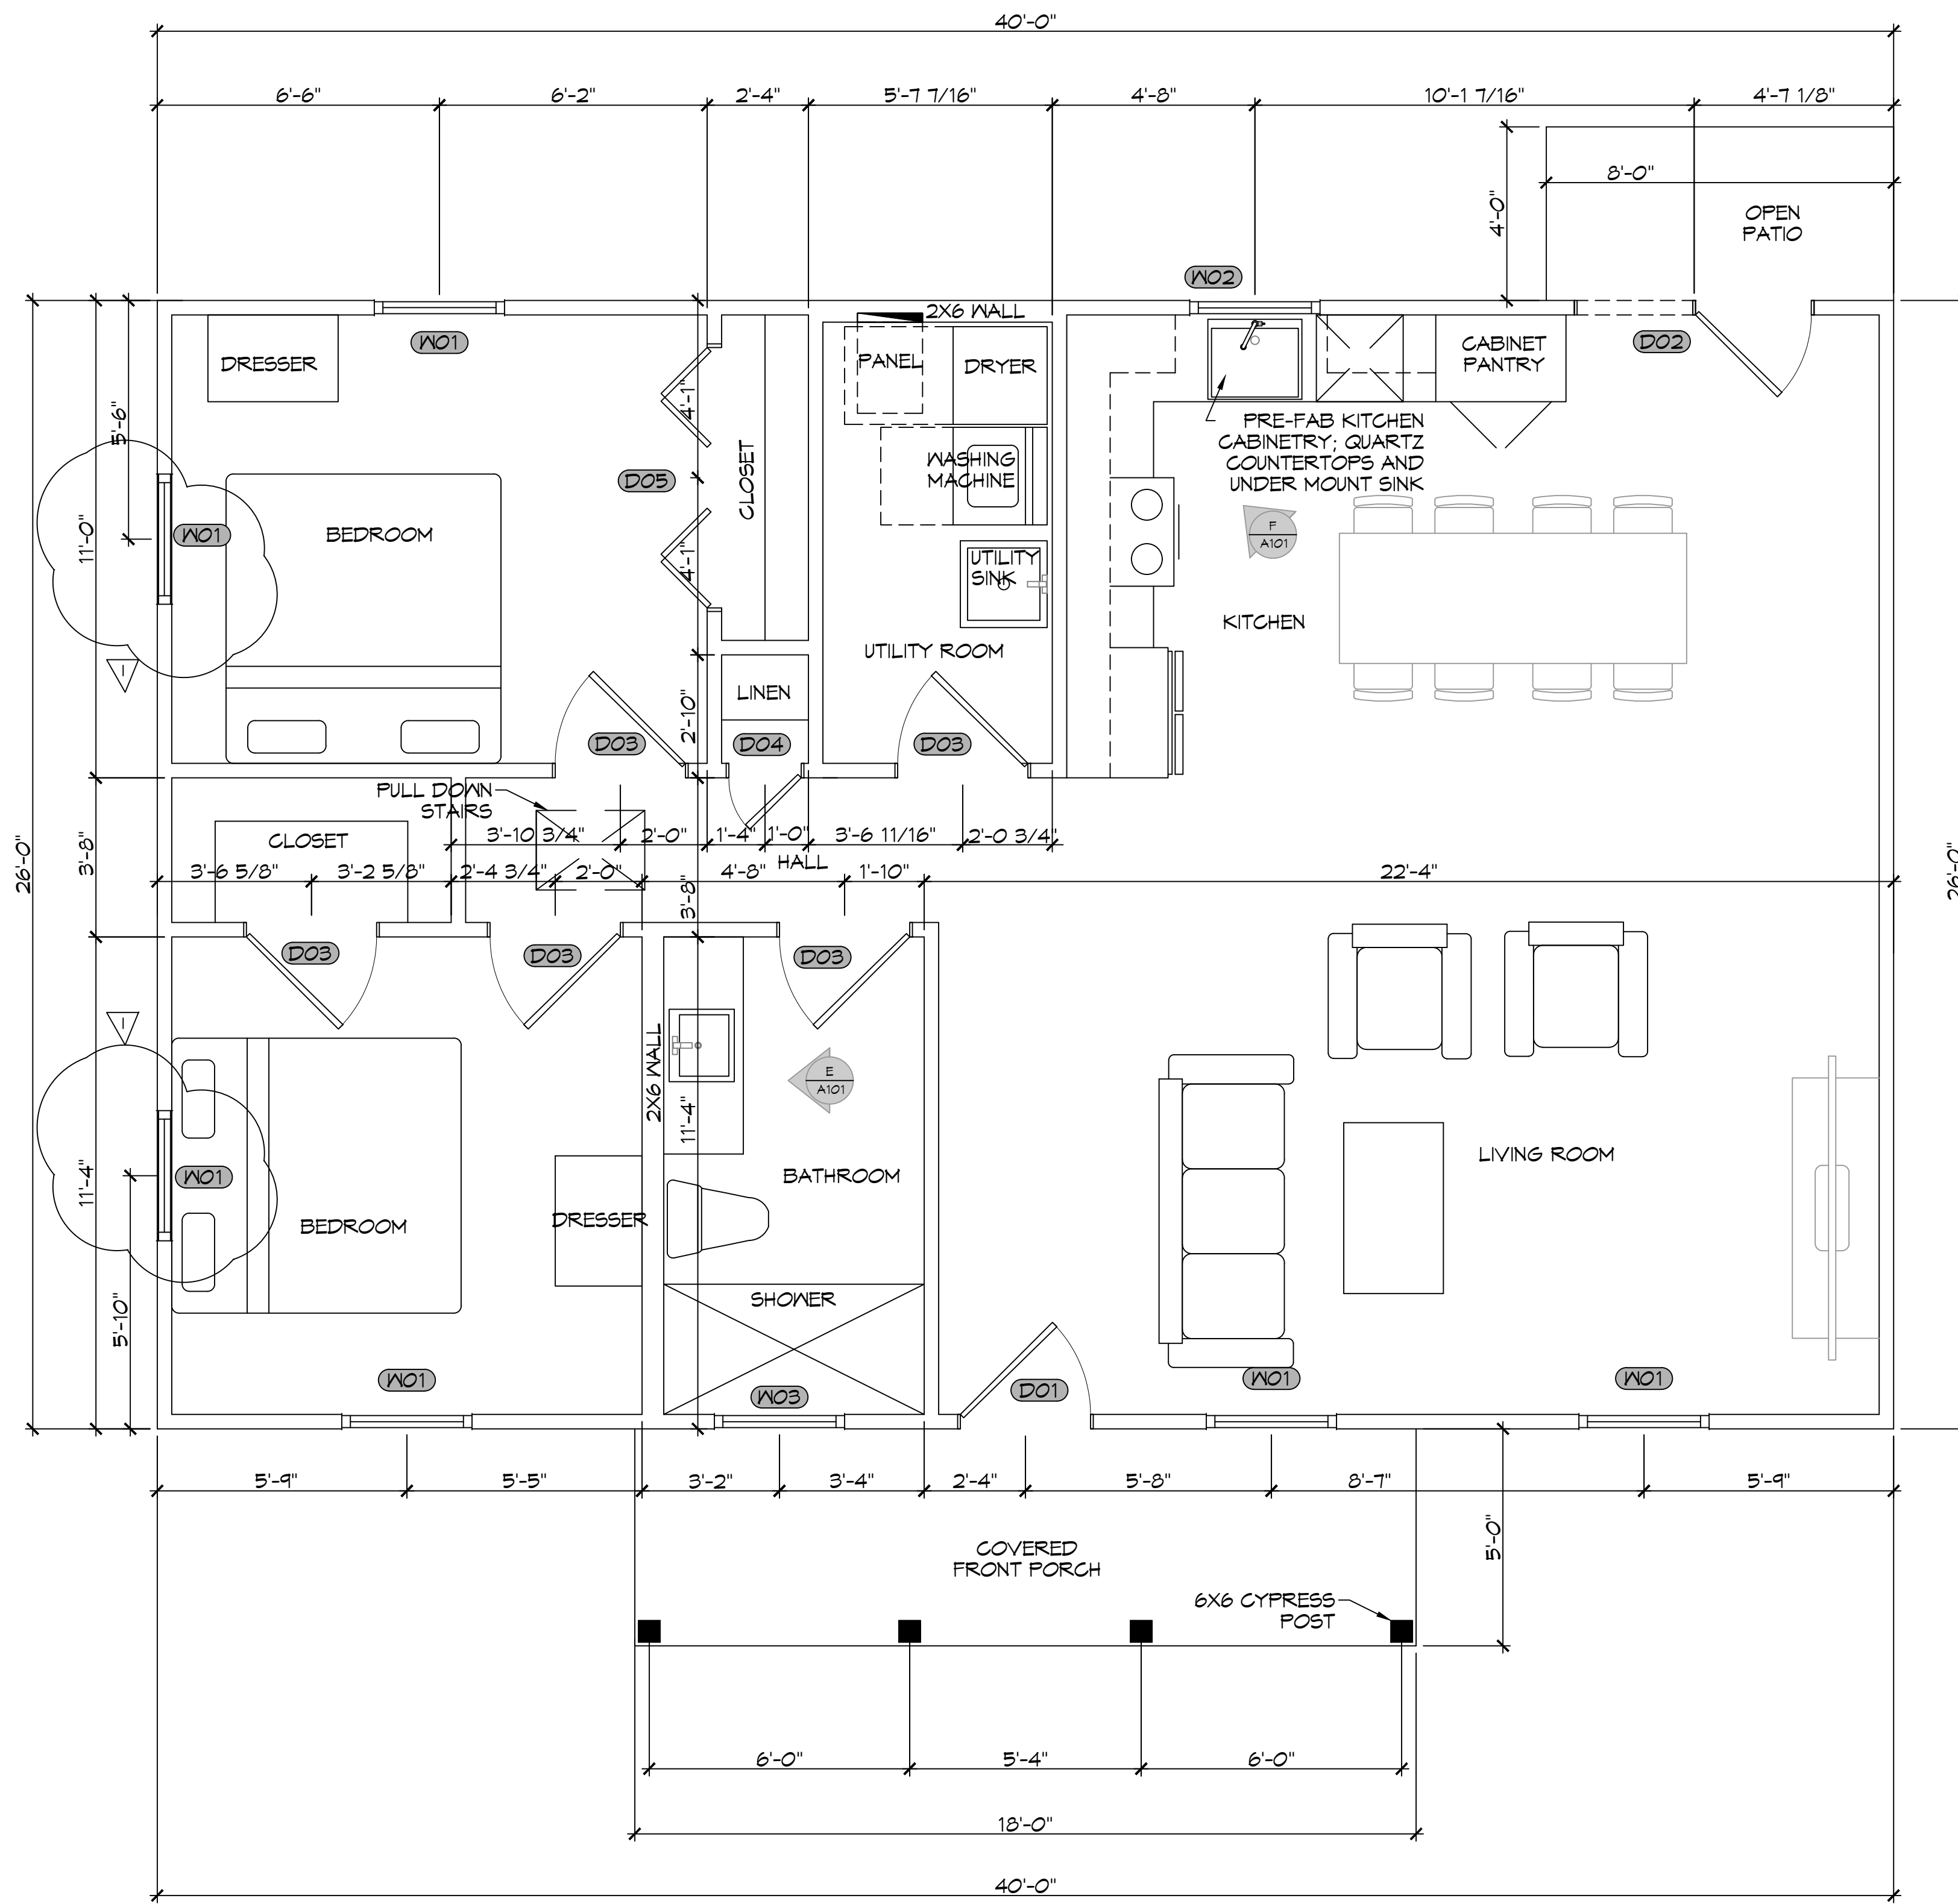 40'-0"
6'-6"
6'-2"
2'-4"
5'-7 7/16"
4'-8"
10'-1 7/16"
4'-7 1/8"
8'-0"
4'-0"
OPEN
PATIO
W02
2X6 WALL
W01
DRESSER
PANEL
DRYER
CABINET
PANTRY
D02
5'-6"
4'-1"
PRE-FAB KITCHEN
CABINETRY; QUARTZ
COUNTERTOPS AND
UNDER MOUNT SINK
WASHING
MACHINE
D05
CLOSET
11'-0"
W01
BEDROOM
F
A101
4'-1"
UTILITY
SINK
KITCHEN
UTILITY ROOM
1
LINEN
2'-10"
D03
D04
D03
PULL DOWN
STAIRS
26'-0"
3'-8"
CLOSET
3'-10 3/4"
2'-0"
1'-4"
1'-0"
3'-6 11/16"
2'-0 3/4"
HALL
26'-0"
3'-6 5/8"
3'-2 5/8"
2'-4 3/4"
2'-0"
4'-8"
1'-10"
22'-4"
3'-8"
D03
D03
D03
1
2X6 WALL
11'-4"
E
A101
11'-4"
W01
BATHROOM
LIVING ROOM
BEDROOM
DRESSER
5'-10"
SHOWER
W01
W03
D01
W01
W01
5'-9"
5'-5"
3'-2"
3'-4"
2'-4"
5'-8"
8'-7"
5'-9"
5'-0"
COVERED
FRONT PORCH
6X6 CYPRESS
POST
6'-0"
5'-4"
6'-0"
18'-0"
40'-0"